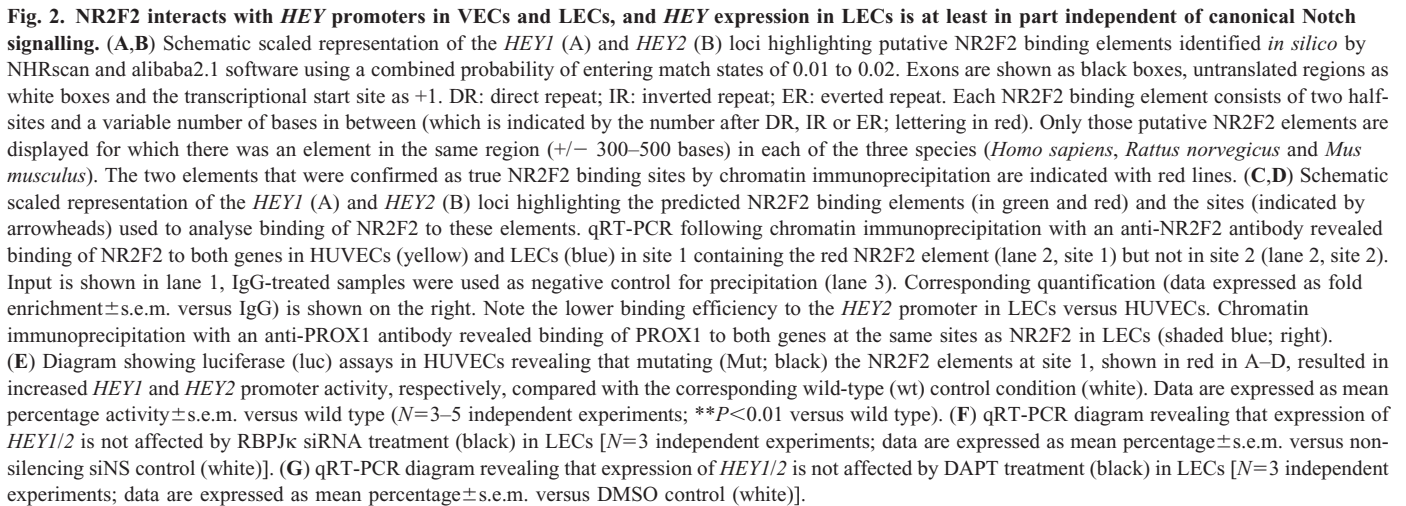 Fig. 2. NR2F2 interacts with HEY promoters in VECs and LECs, and HEY expression in LECs is at least in part independent of canonical Notch
signalling. (A,B) Schematic scaled representation of the HEY1 (A) and HEY2 (B) loci highlighting putative NR2F2 binding elements identified in silico by
NHRscan and alibaba2.1 software using a combined probability of entering match states of 0.01 to 0.02. Exons are shown as black boxes, untranslated regions as
white boxes and the transcriptional start site as +1. DR: direct repeat; IR: inverted repeat; ER: everted repeat. Each NR2F2 binding element consists of two half-
sites and a variable number of bases in between (which is indicated by the number after DR, IR or ER; lettering in red). Only those putative NR2F2 elements are
displayed for which there was an element in the same region (+/− 300–500 bases) in each of the three species (Homo sapiens, Rattus norvegicus and Mus
musculus). The two elements that were confirmed as true NR2F2 binding sites by chromatin immunoprecipitation are indicated with red lines. (C,D) Schematic
scaled representation of the HEY1 (A) and HEY2 (B) loci highlighting the predicted NR2F2 binding elements (in green and red) and the sites (indicated by
arrowheads) used to analyse binding of NR2F2 to these elements. qRT-PCR following chromatin immunoprecipitation with an anti-NR2F2 antibody revealed
binding of NR2F2 to both genes in HUVECs (yellow) and LECs (blue) in site 1 containing the red NR2F2 element (lane 2, site 1) but not in site 2 (lane 2, site 2).
Input is shown in lane 1, IgG-treated samples were used as negative control for precipitation (lane 3). Corresponding quantification (data expressed as fold
enrichment±s.e.m. versus IgG) is shown on the right. Note the lower binding efficiency to the HEY2 promoter in LECs versus HUVECs. Chromatin
immunoprecipitation with an anti-PROX1 antibody revealed binding of PROX1 to both genes at the same sites as NR2F2 in LECs (shaded blue; right).
(E) Diagram showing luciferase (luc) assays in HUVECs revealing that mutating (Mut; black) the NR2F2 elements at site 1, shown in red in A–D, resulted in
increased HEY1 and HEY2 promoter activity, respectively, compared with the corresponding wild-type (wt) control condition (white). Data are expressed as mean
percentage activity±s.e.m. versus wild type (N=3–5 independent experiments; **P<0.01 versus wild type). (F) qRT-PCR diagram revealing that expression of
HEY1/2 is not affected by RBPJκ siRNA treatment (black) in LECs [N=3 independent experiments; data are expressed as mean percentage±s.e.m. versus non-
silencing siNS control (white)]. (G) qRT-PCR diagram revealing that expression of HEY1/2 is not affected by DAPT treatment (black) in LECs [N=3 independent
experiments; data are expressed as mean percentage±s.e.m. versus DMSO control (white)].